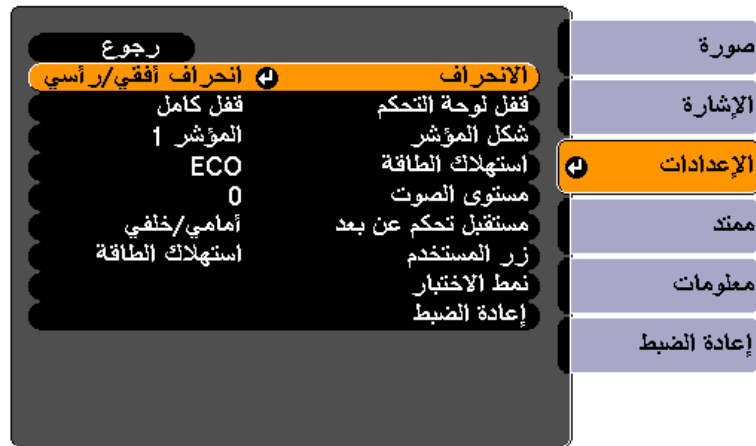 رجوع
الانحراف انحراف أفقي/رأسي
قفل لوحة التحكم قفل كامل
شكل المؤشر المؤشر 1
استهلاك الطاقة ECO
مستوى الصوت 0
مستقبل تحكم عن بعد أمامي/خلفي
زر المستخدم استهلاك الطاقة
نمط الاختبار
إعادة الضبط
صورة
الإشارة
الإعدادات
ممتد
معلومات
إعادة الضبط